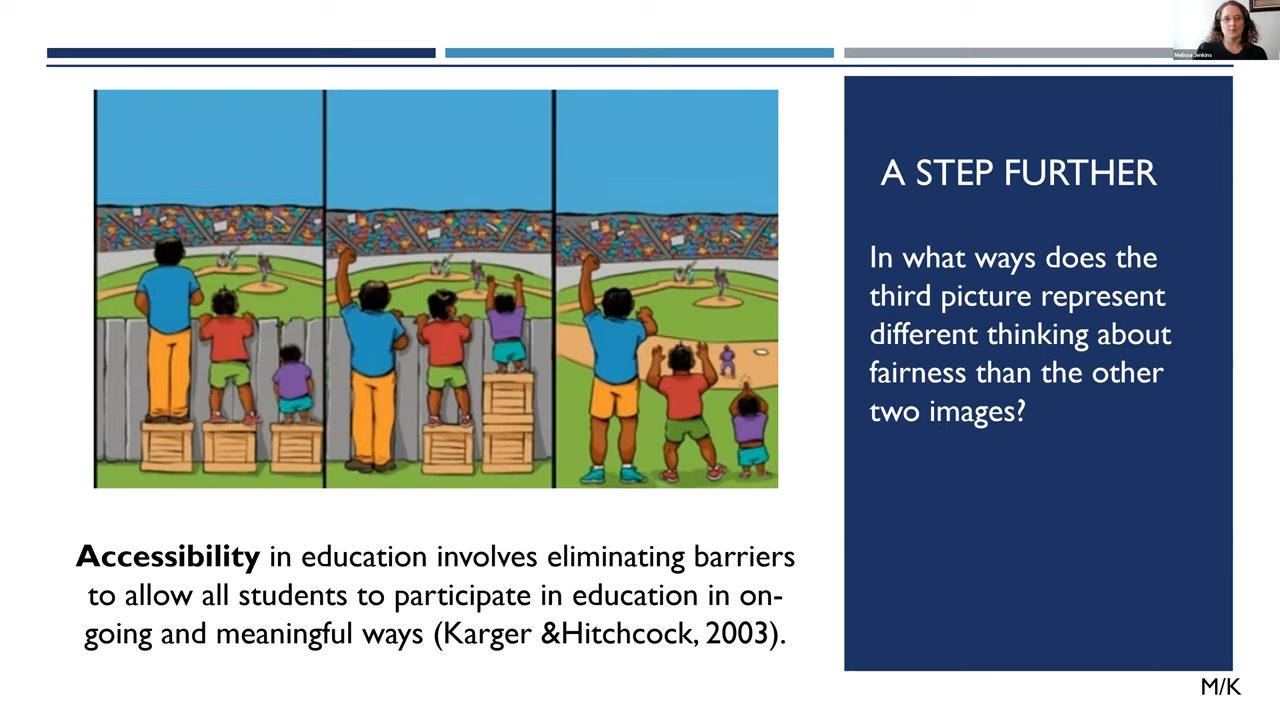 Melissa Jenkins
A STEP FURTHER
In what ways does the
third picture represent
different thinking about
fairness than the other
two images?
Accessibility in education involves eliminating barriers
to allow all students to participate in education in on-
going and meaningful ways (Karger &Hitchcock, 2003).
M/K